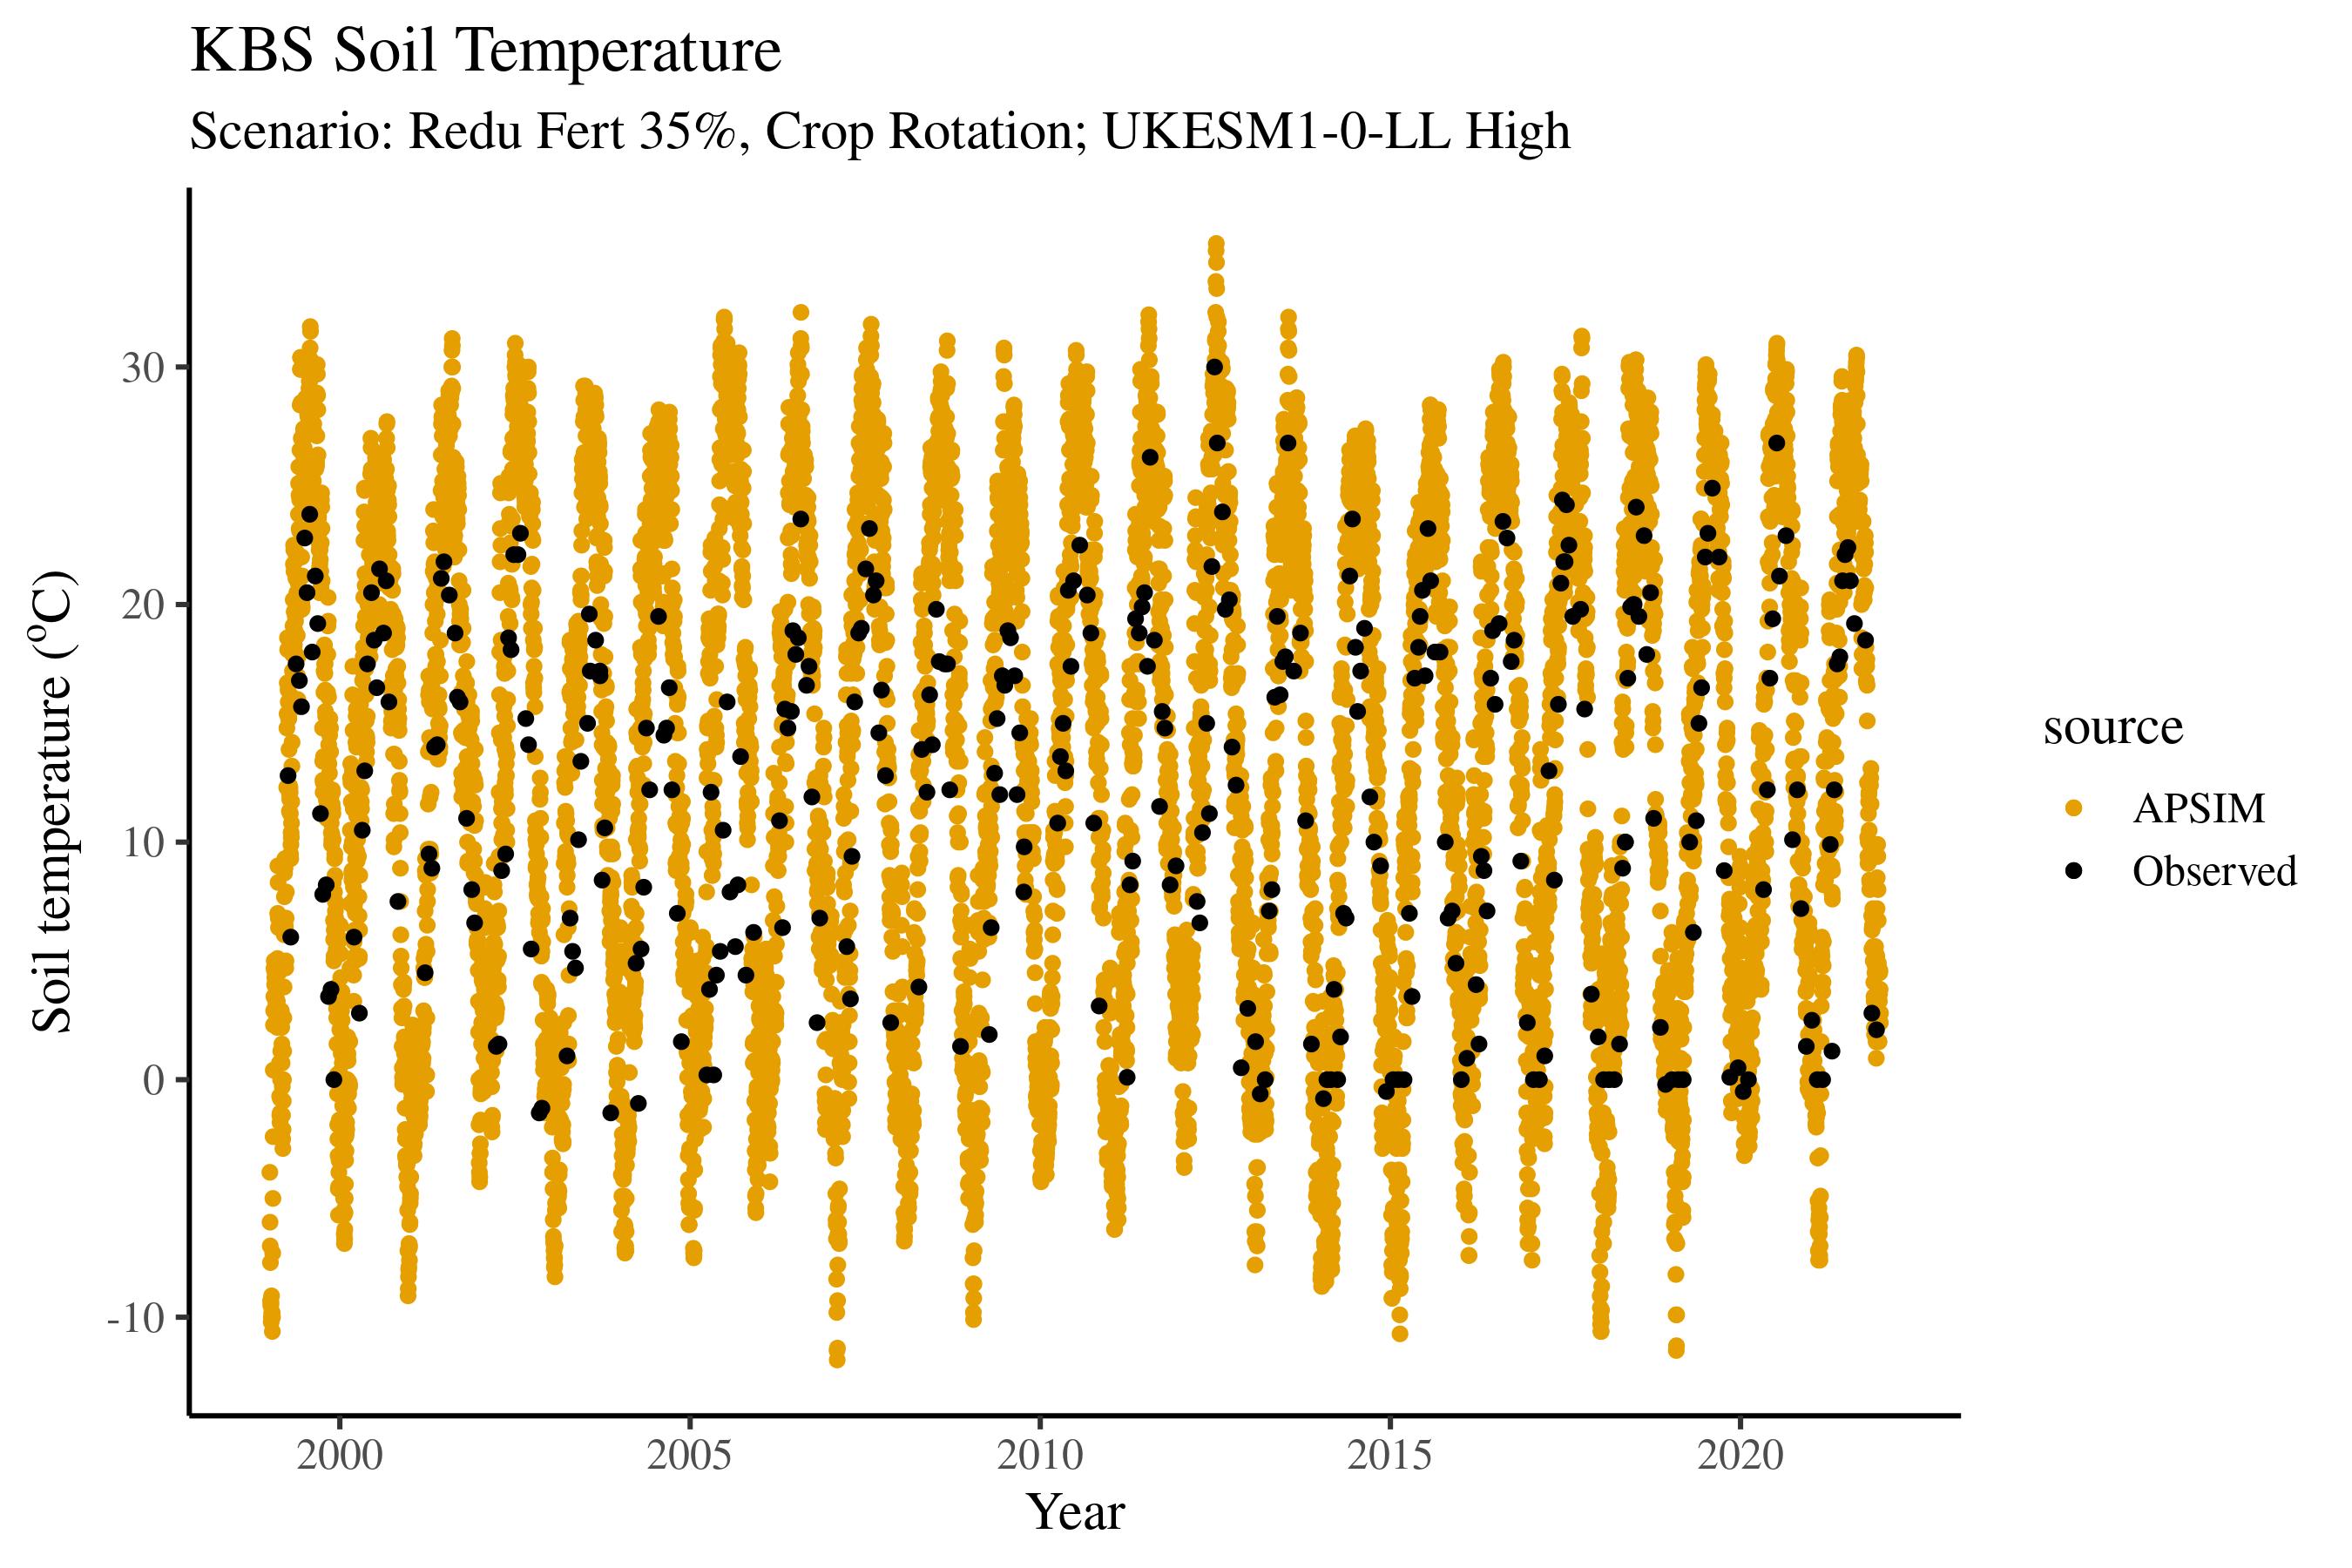 KBS Soil Temperature
Scenario: Redu Fert 35%, Crop Rotation; UKESM1-0-LL High
Soil temperature (°C)
30
20
10
0
-10
2000
2005
2010
2015
2020
Year
source
APSIM
Observed